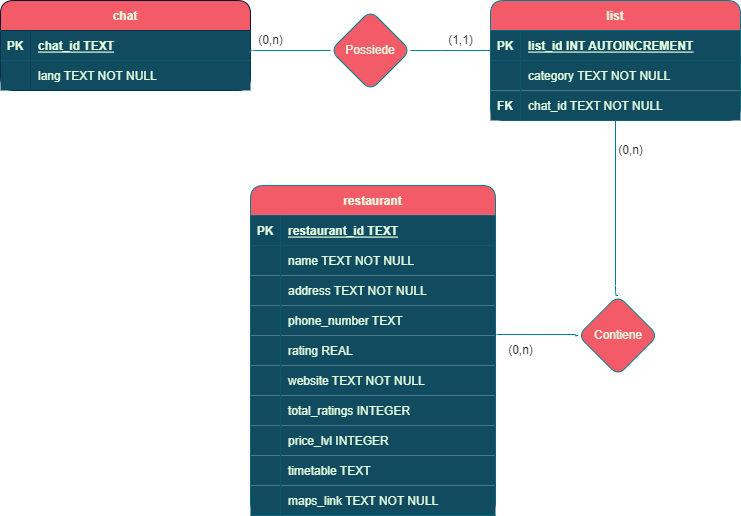 chat
PK chat_id TEXT
lang TEXT NOT NULL
(0,n)
Possiede
(1,1)
list
PK list_id INT AUTOINCREMENT
category TEXT NOT NULL
FK chat_id TEXT NOT NULL
(0,n)
restaurant
PK restaurant_id TEXT
name TEXT NOT NULL
address TEXT NOT NULL
phone_number TEXT
rating REAL
website TEXT NOT NULL
total_ratings INTEGER
price_lvl INTEGER
timetable TEXT
maps_link TEXT NOT NULL
(0,n)
Contiene